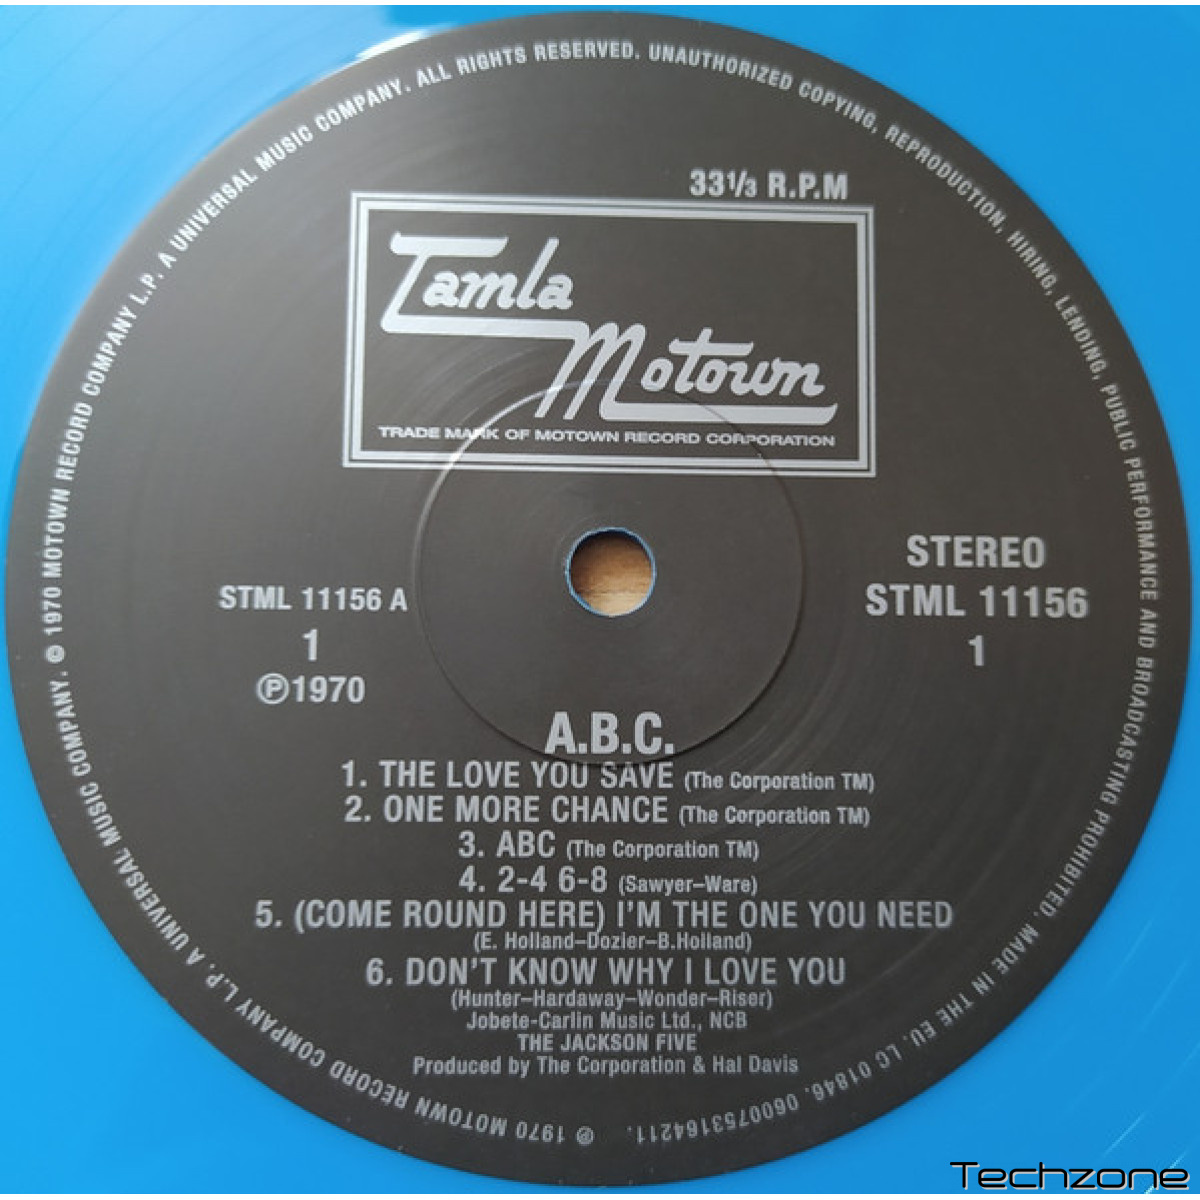 ℗ 1970 MOTOWN RECORD COMPANY L.P. A UNIVERSAL MUSIC COMPANY. © 1970 MOTOWN RECORD COMPANY L.P. A UNIVERSAL MUSIC COMPANY. ALL RIGHTS RESERVED. UNAUTHORIZED COPYING, REPRODUCTION, HIRING, LENDING, PUBLIC PERFORMANCE AND BROADCASTING PROHIBITED. MADE IN THE EU. LC 01846. 0600753164211.
33⅓ R.P.M
Tamla
Motown
TRADE MARK OF MOTOWN RECORD CORPORATION
STEREO
STML 11156 A
STML 11156
1
1
℗1970
A.B.C.
1. THE LOVE YOU SAVE (The Corporation TM)
2. ONE MORE CHANCE (The Corporation TM)
3. ABC (The Corporation TM)
4. 2-4 6-8 (Sawyer–Ware)
5. (COME ROUND HERE) I'M THE ONE YOU NEED
(E. Holland–Dozier–B.Holland)
6. DON'T KNOW WHY I LOVE YOU
(Hunter–Hardaway–Wonder–Riser)
Jobete-Carlin Music Ltd., NCB
THE JACKSON FIVE
Produced by The Corporation & Hal Davis
Techzone